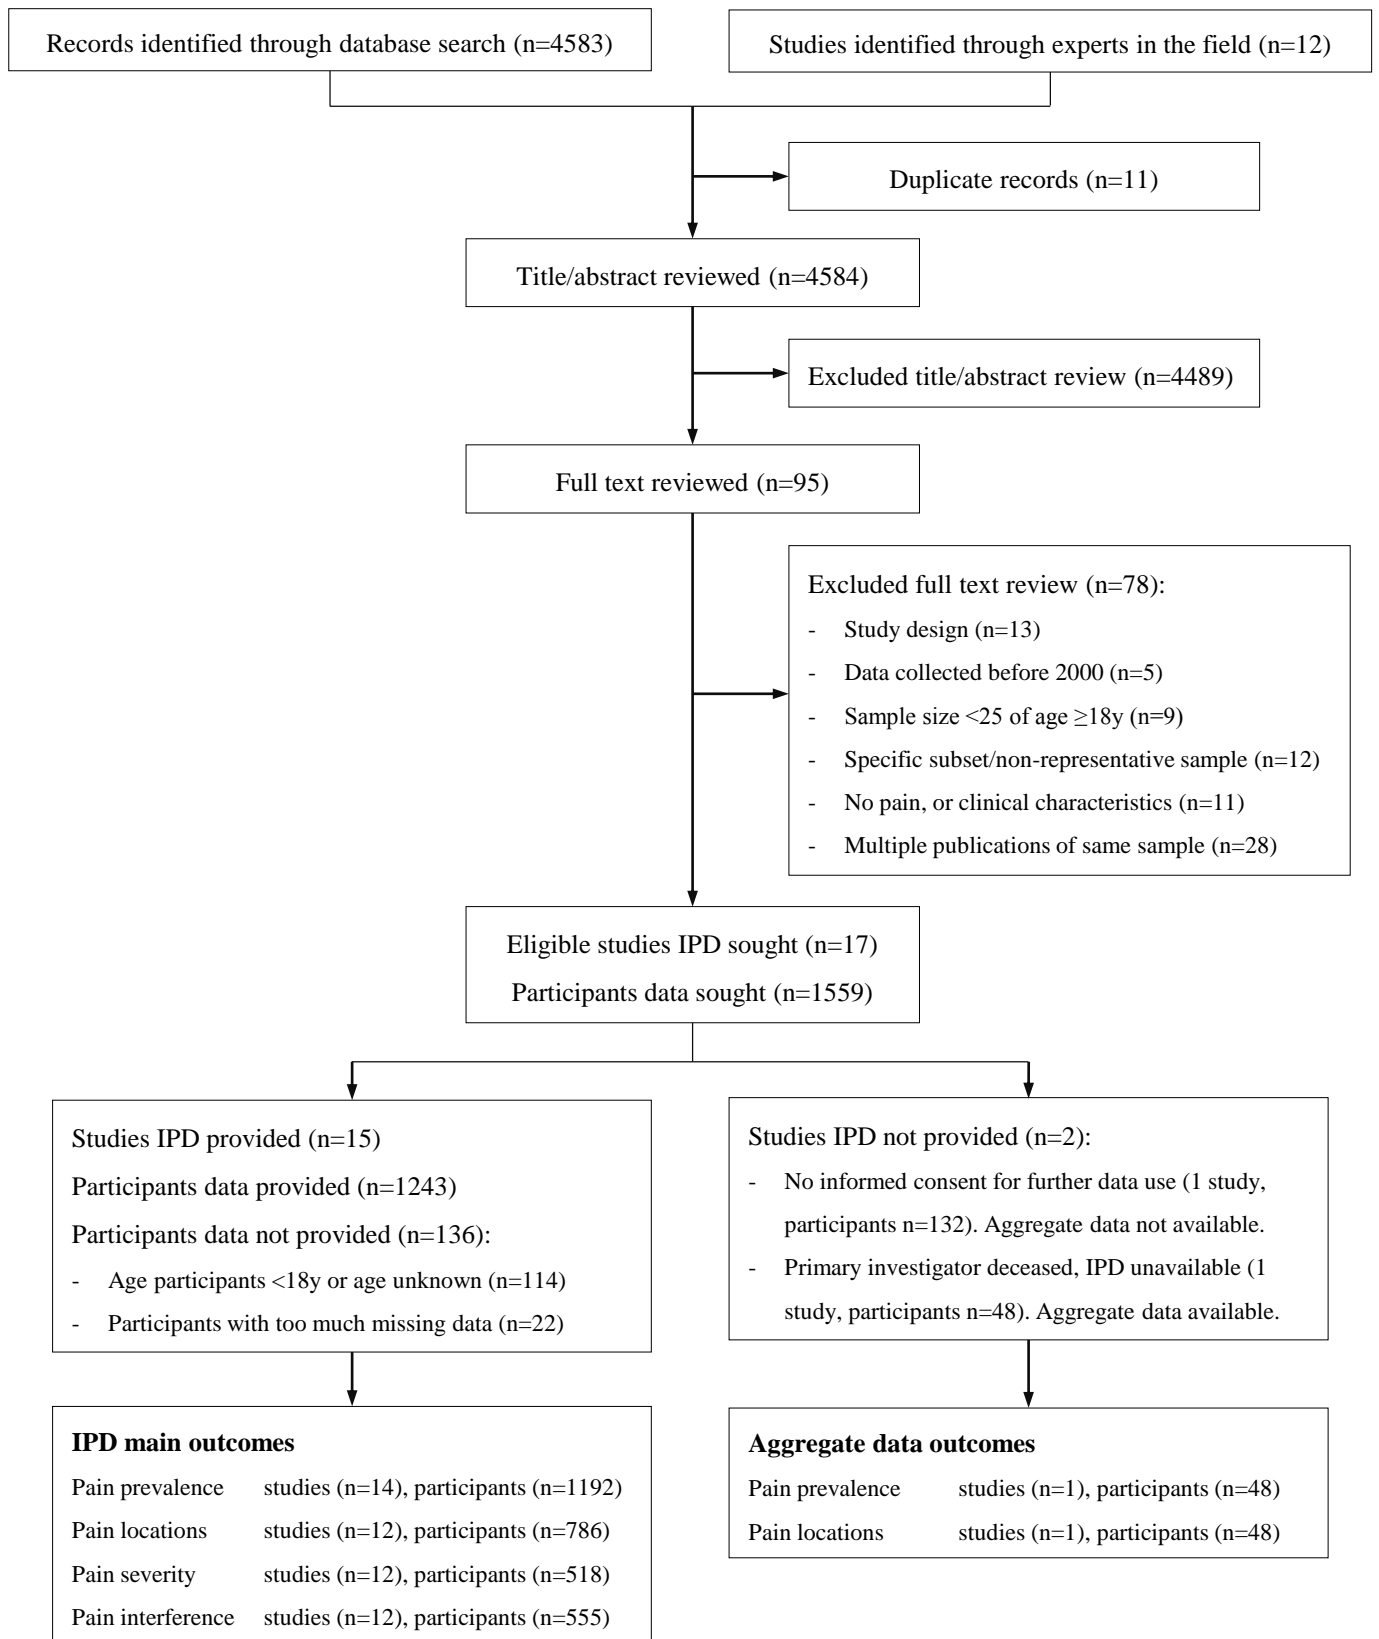 Records identified through database search (n=4583)
Studies identified through experts in the field (n=12)
Duplicate records (n=11)
Title/abstract reviewed (n=4584)
Excluded title/abstract review (n=4489)
Full text reviewed (n=95)
Excluded full text review (n=78):
- Study design (n=13)
- Data collected before 2000 (n=5)
- Sample size <25 of age ≥18y (n=9)
- Specific subset/non-representative sample (n=12)
- No pain, or clinical characteristics (n=11)
- Multiple publications of same sample (n=28)
Eligible studies IPD sought (n=17)
Participants data sought (n=1559)
Studies IPD provided (n=15)
Participants data provided (n=1243)
Participants data not provided (n=136):
- Age participants <18y or age unknown (n=114)
- Participants with too much missing data (n=22)
Studies IPD not provided (n=2):
- No informed consent for further data use (1 study,
participants n=132). Aggregate data not available.
- Primary investigator deceased, IPD unavailable (1
study, participants n=48). Aggregate data available.
IPD main outcomes
Pain prevalence studies (n=14), participants (n=1192)
Pain locations studies (n=12), participants (n=786)
Pain severity studies (n=12), participants (n=518)
Pain interference studies (n=12), participants (n=555)
Aggregate data outcomes
Pain prevalence studies (n=1), participants (n=48)
Pain locations studies (n=1), participants (n=48)